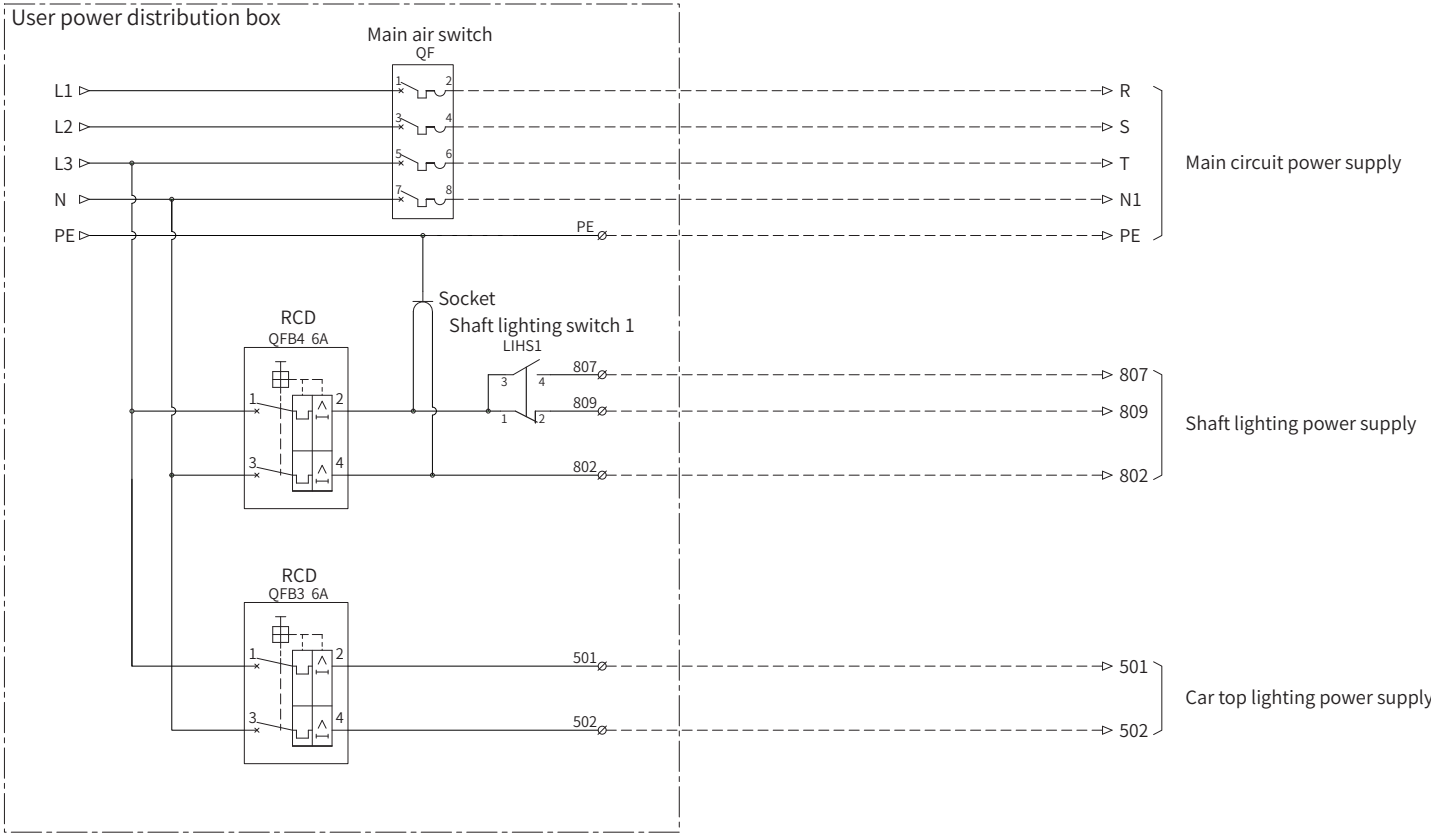 User power distribution box
Main air switch
QF
L1
1
2
R
L2
3
4
S
L3
5
6
T
Main circuit power supply
N
7
8
N1
PE
PE
PE
Socket
RCD
QFB4 6A
Shaft lighting switch 1
LIHS1
3
4
807
807
1
2
1
2
809
809
Shaft lighting power supply
3
4
802
802
RCD
QFB3 6A
1
2
501
501
Car top lighting power supply
3
4
502
502